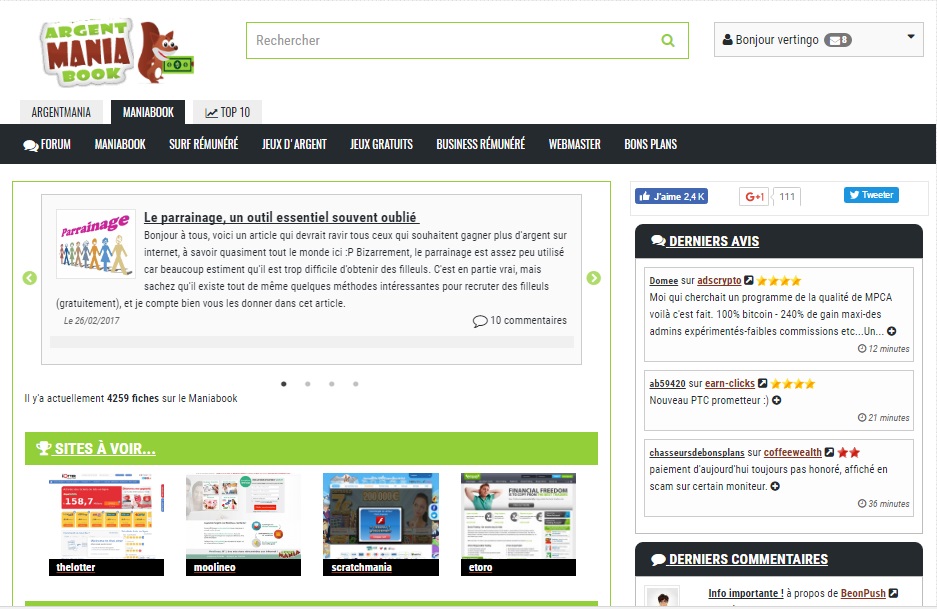 ARGENT
MANIA
BOOK
Rechercher
Bonjour vertingo 8
ARGENTMANIA MANIABOOK TOP 10
FORUM MANIABOOK SURF RÉMUNÉRÉ JEUX D'ARGENT JEUX GRATUITS BUSINESS RÉMUNÉRÉ WEBMASTER BONS PLANS
Parrainage
Le parrainage, un outil essentiel souvent oublié
Bonjour à tous, voici un article qui devrait ravir tous ceux qui souhaitent gagner plus d'argent sur
internet, à savoir quasiment tout le monde ici :P Bizarrement, le parrainage est assez peu utilisé
car beaucoup estiment qu'il est trop difficile d'obtenir des filleuls. C'est en partie vrai, mais
sachez qu'il existe tout de même quelques méthodes intéressantes pour recruter des filleuls
(gratuitement), et je compte bien vous les donner dans cet article.
Le 26/02/2017
10 commentaires
Il y'a actuellement 4259 fiches sur le Maniabook
SITES À VOIR...
158,7
200 000 €
FINANCIAL FREEDOM
thelotter
moolineo
scratchmania
etoro
J'aime 2,4 K
G+1 111
Tweeter
DERNIERS AVIS
Domee sur adscrypto
Moi qui cherchait un programme de la qualité de MPCA
voilà c'est fait. 100% bitcoin - 240% de gain maxi-des
admins expérimentés-faibles commissions etc...Un...
12 minutes
ab59420 sur earn-clicks
Nouveau PTC prometteur :)
21 minutes
chasseursdebonsplans sur coffeewealth
paiement d'aujourd'hui toujours pas honoré, affiché en
scam sur certain moniteur.
36 minutes
DERNIERS COMMENTAIRES
Info importante ! à propos de BeonPush